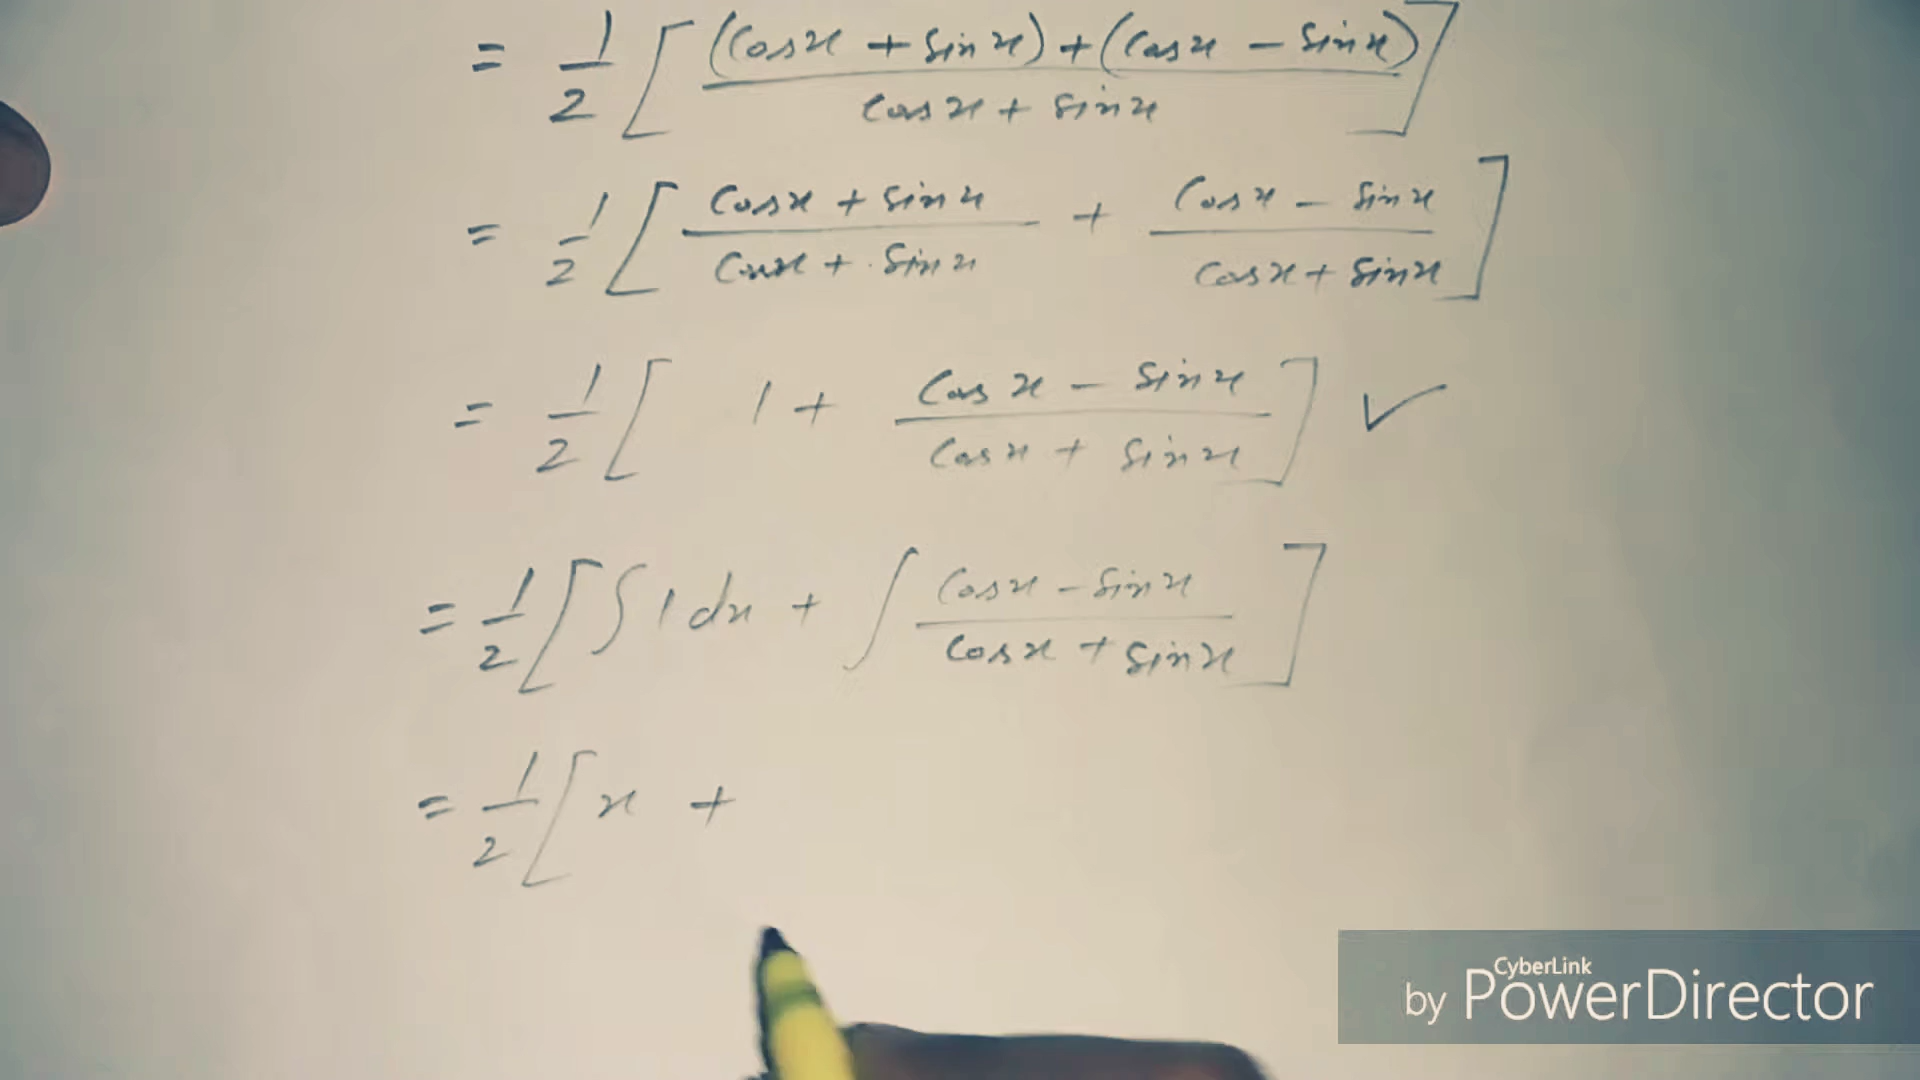 = 1/2 [ (cosx + sinx) + (cosx - sinx) / cosx + sinx ]
= 1/2 [ cosx + sinx / cosx + sinx + cosx - sinx / cosx + sinx ]
= 1/2 [ 1 + cosx - sinx / cosx + sinx ] ✓
= 1/2 [ ∫ 1 dx + ∫ cosx - sinx / cosx + sinx ]
= 1/2 [ x +
by CyberLink PowerDirector